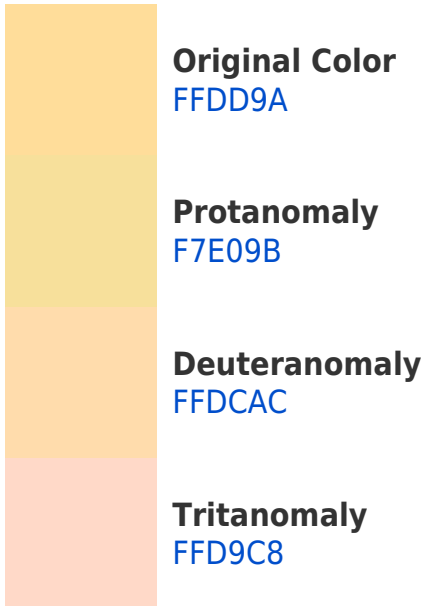 Original Color
FFDD9A
Protanomaly
F7E09B
Deuteranomaly
FFDCAC
Tritanomaly
FFD9C8